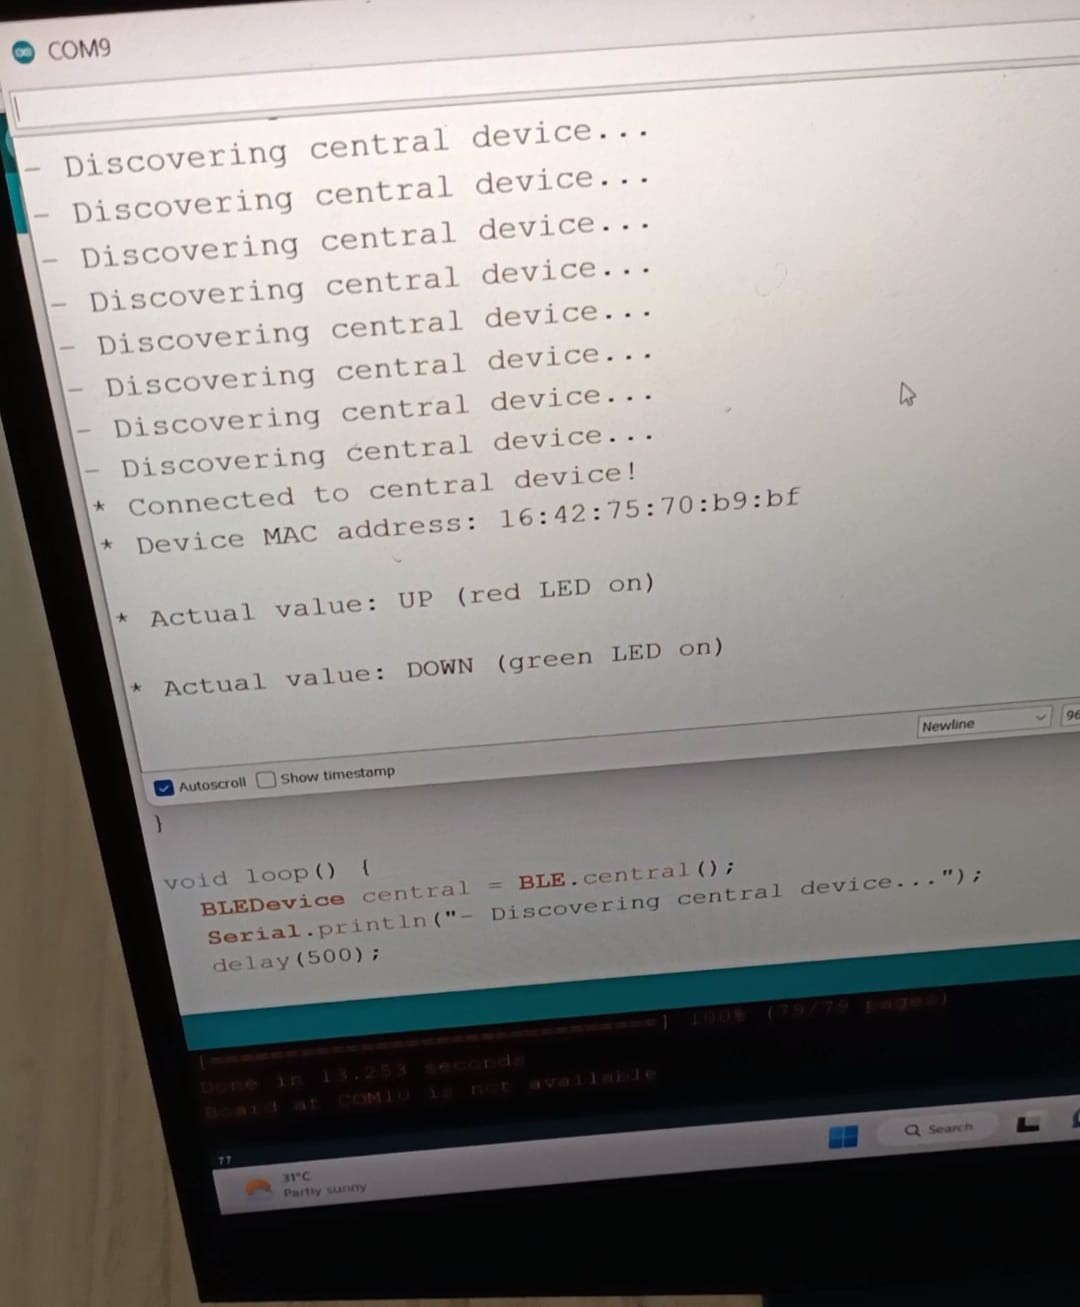 COM9
- Discovering central device...
- Discovering central device...
- Discovering central device...
- Discovering central device...
- Discovering central device...
- Discovering central device...
- Discovering central device...
- Discovering central device...
* Connected to central device!
* Device MAC address: 16:42:75:70:b9:bf
* Actual value: UP (red LED on)
* Actual value: DOWN (green LED on)
Autoscroll Show timestamp Newline 96
}
void loop() {
BLEDevice central = BLE.central();
Serial.println("- Discovering central device...");
delay(500);
[==============================] 100% (79/79 pages)
Done in 13.253 seconds
Board at COM10 is not available
77
31°C
Partly sunny
Search